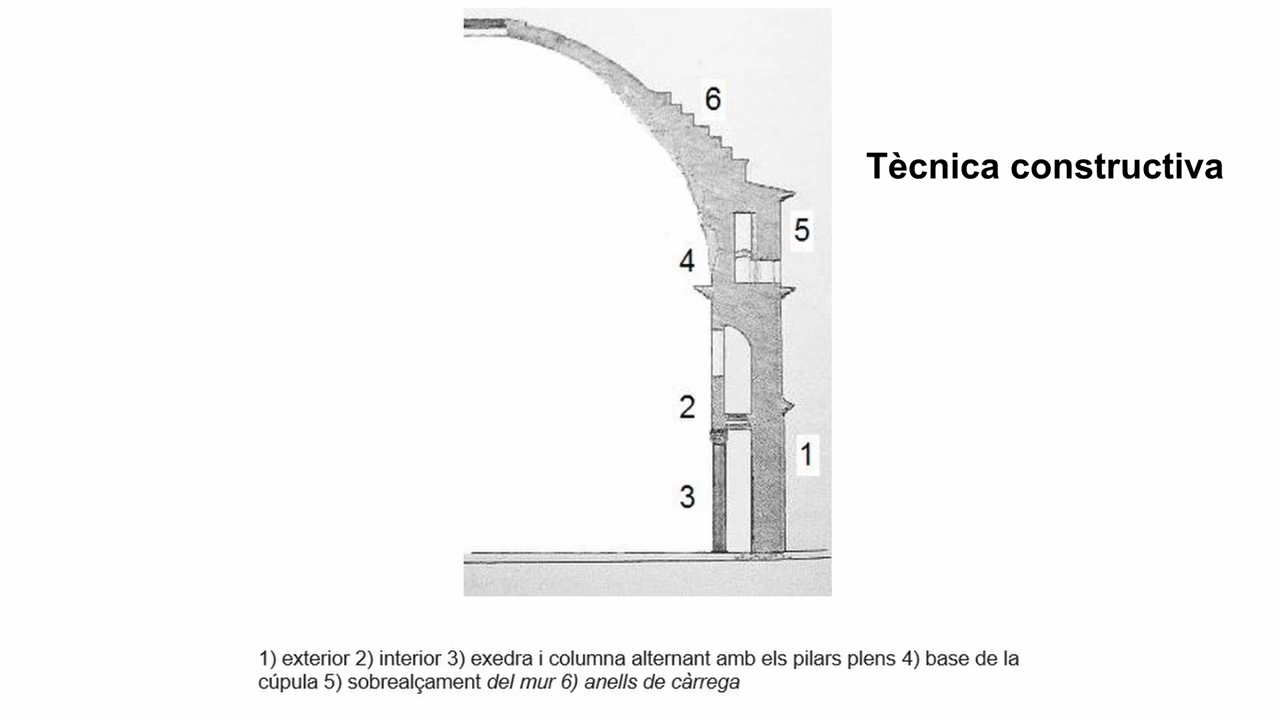 6
Tècnica constructiva
5
4
2
1
3
1) exterior 2) interior 3) exedra i columna alternant amb els pilars plens 4) base de la
cúpula 5) sobrealçament del mur 6) anells de càrrega